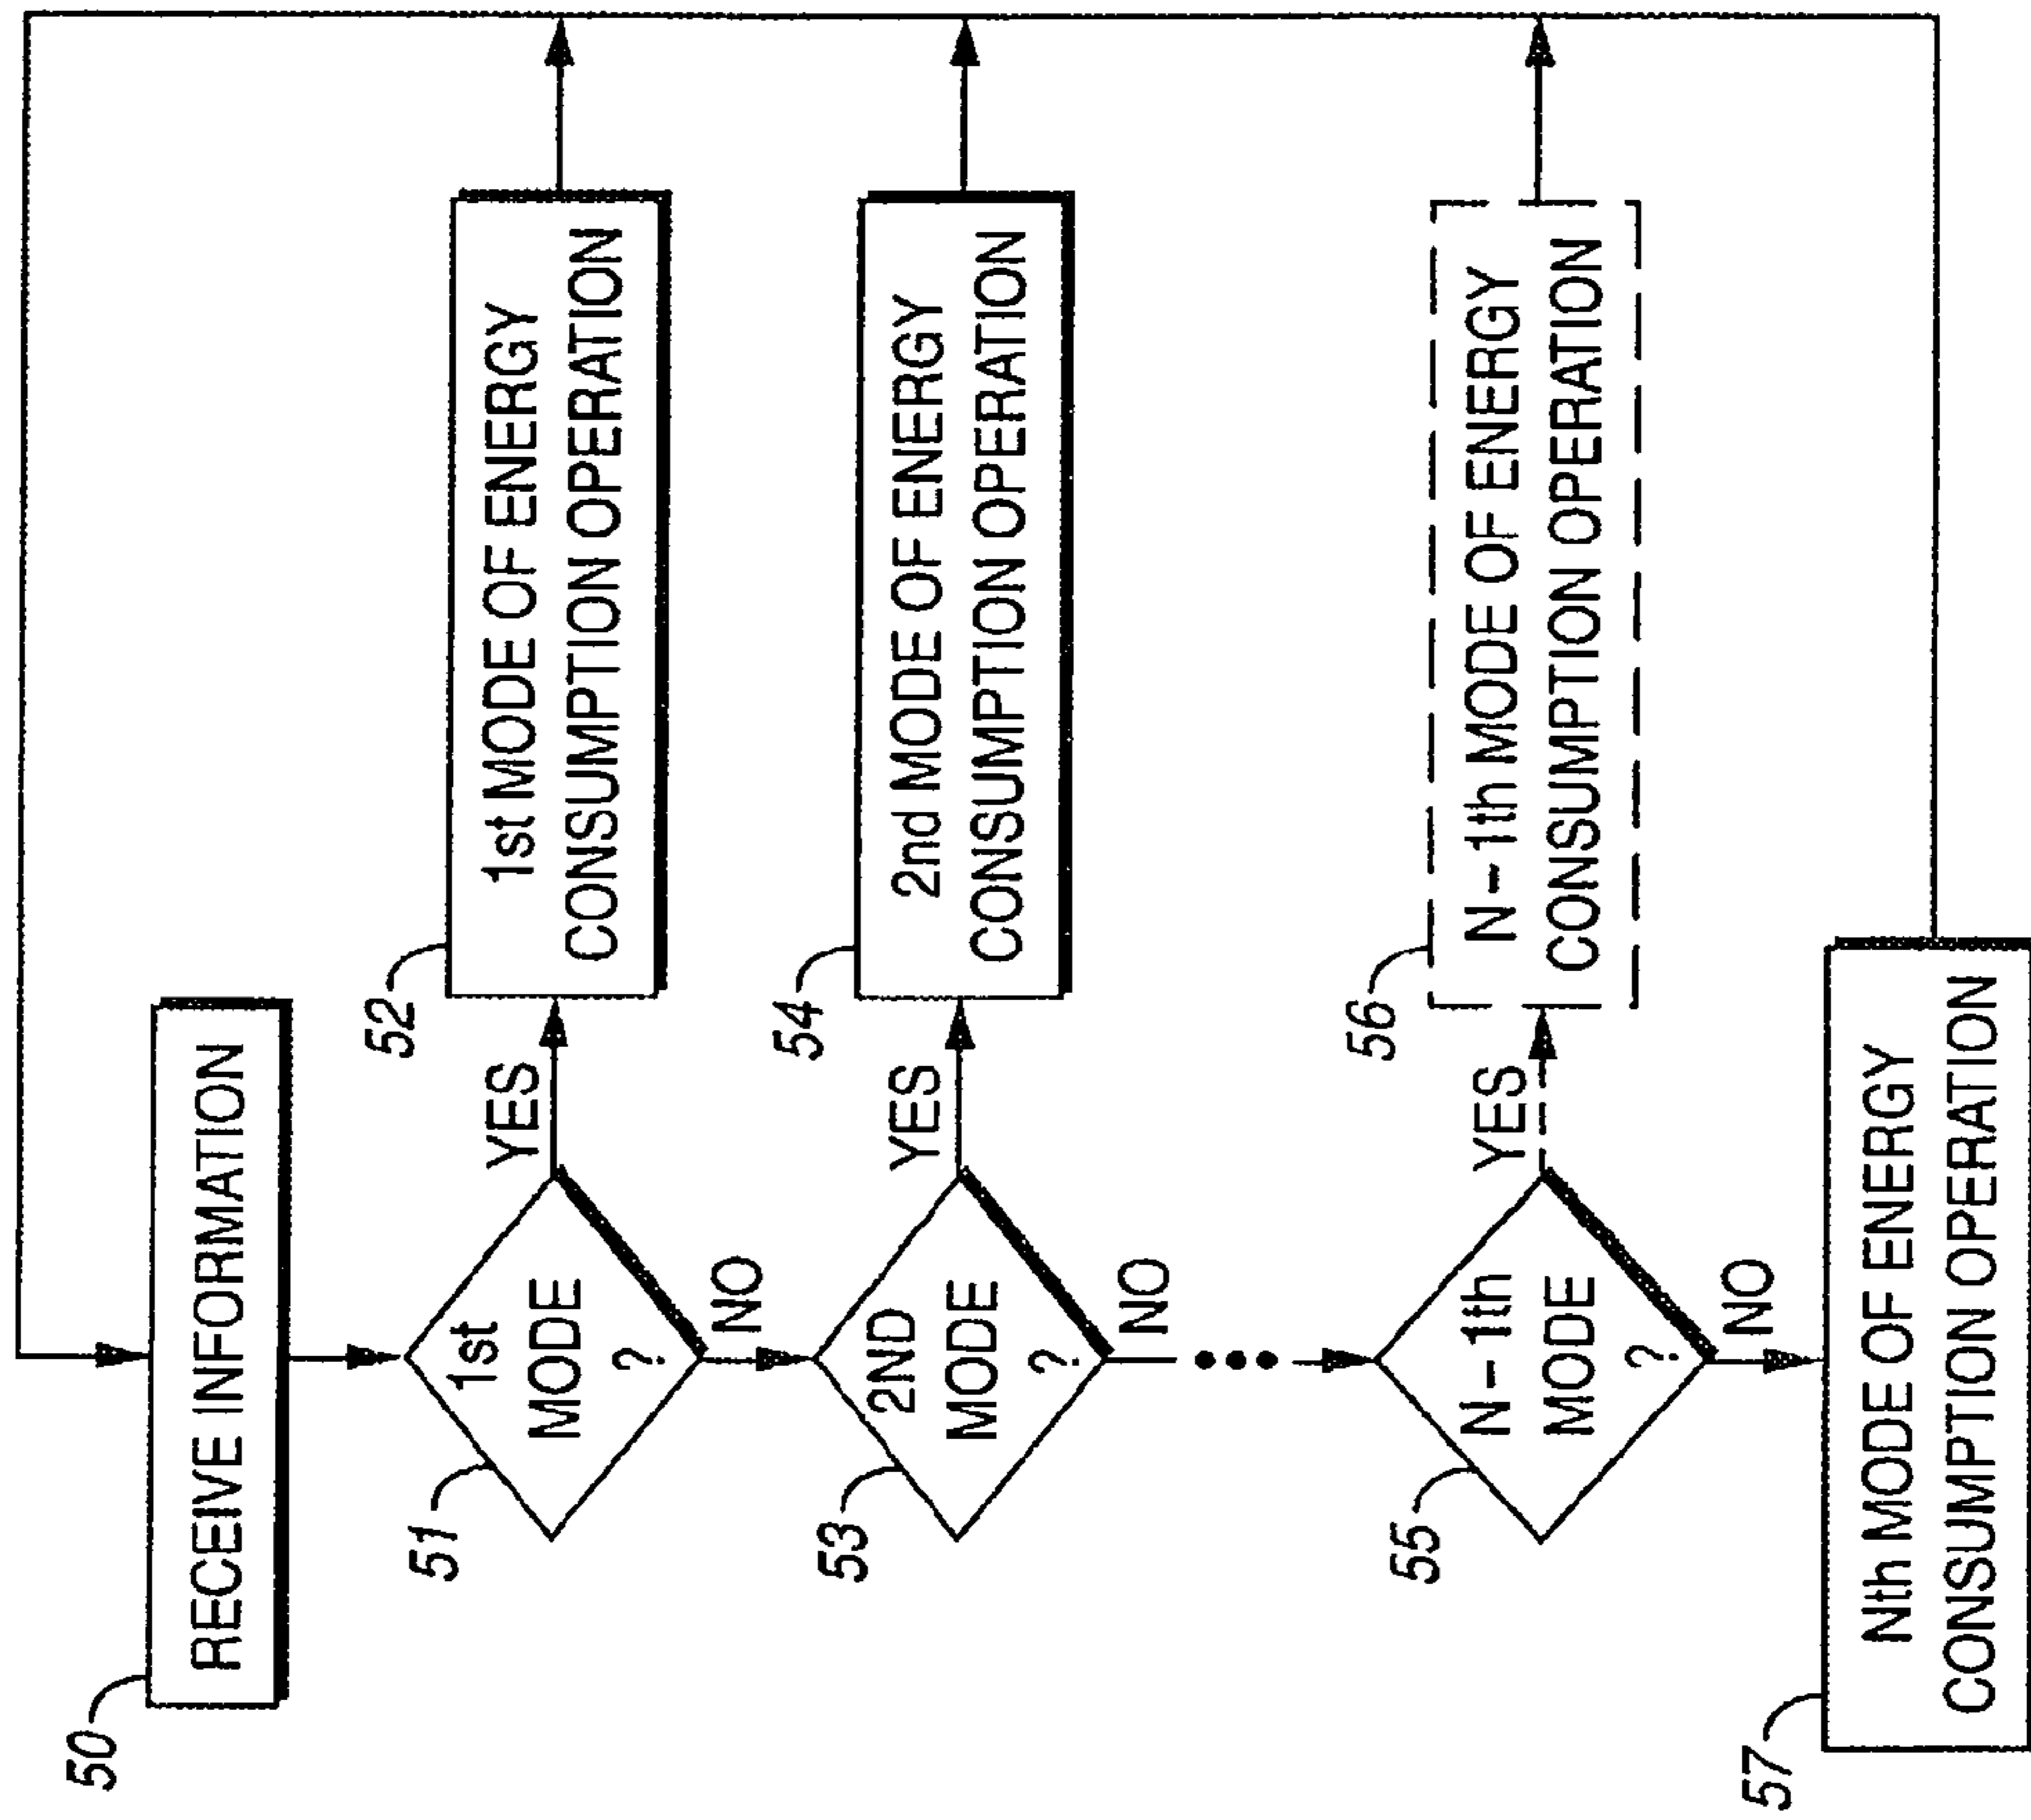 50
RECEIVE INFORMATION
51
1st
MODE
?
YES
NO
52
1st MODE OF ENERGY
CONSUMPTION OPERATION
53
2ND
MODE
?
YES
NO
54
2nd MODE OF ENERGY
CONSUMPTION OPERATION
55
N-1th
MODE
?
YES
NO
56
N-1th MODE OF ENERGY
CONSUMPTION OPERATION
57
Nth MODE OF ENERGY
CONSUMPTION OPERATION